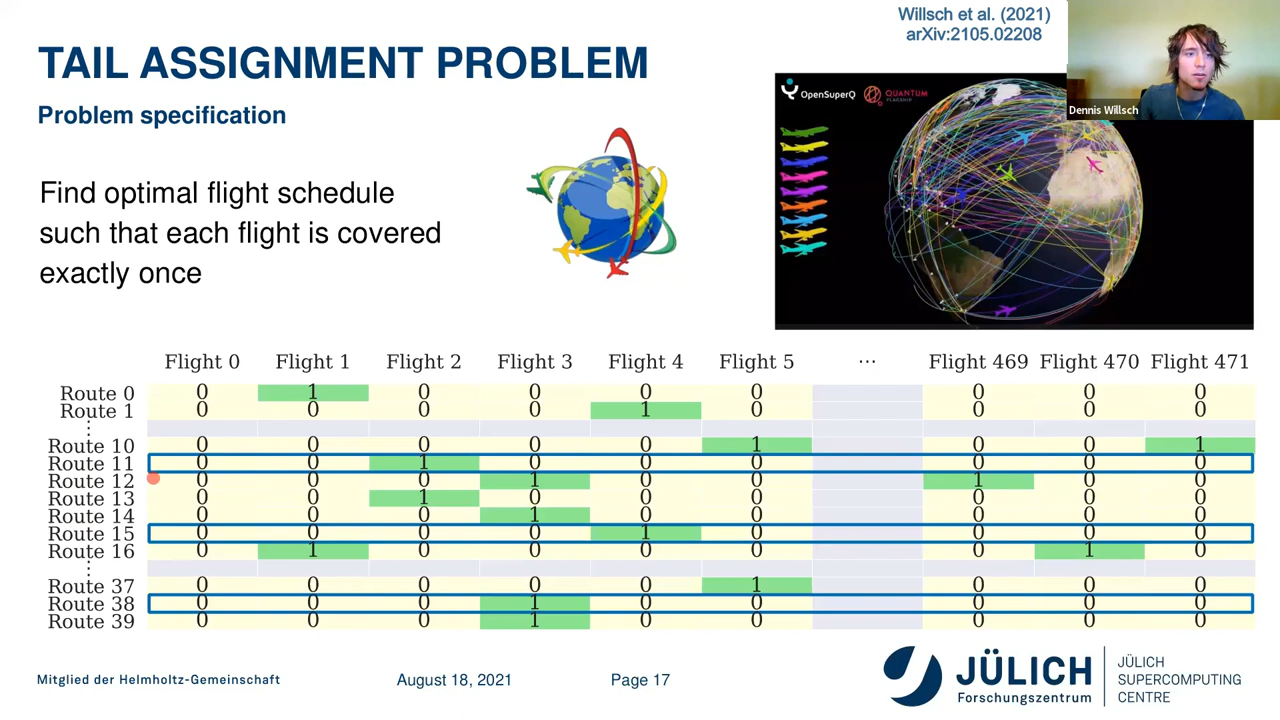 Willsch et al. (2021)
arXiv:2105.02208
TAIL ASSIGNMENT PROBLEM
Problem specification
OpenSuperQ
QUANTUM
FLAGSHIP
Dennis Willsch
Find optimal flight schedule
such that each flight is covered
exactly once
Flight 0 Flight 1 Flight 2 Flight 3 Flight 4 Flight 5 ⋯ Flight 469 Flight 470 Flight 471
Route 0 0 1 0 0 0 0 0 0 0
Route 1 0 0 0 0 1 0 0 0 0
⋮
Route 10 0 0 0 0 0 1 0 0 1
Route 11 0 0 1 0 0 0 0 0 0
Route 12 0 0 0 1 0 0 1 0 0
Route 13 0 0 1 0 0 0 0 0 0
Route 14 0 0 0 1 0 0 0 0 0
Route 15 0 0 0 0 1 0 0 0 0
Route 16 0 1 0 0 0 0 0 1 0
⋮
Route 37 0 0 0 0 0 1 0 0 0
Route 38 0 0 0 1 0 0 0 0 0
Route 39 0 0 0 1 0 0 0 0 0
Mitglied der Helmholtz-Gemeinschaft
August 18, 2021
Page 17
JÜLICH
Forschungszentrum
JÜLICH
SUPERCOMPUTING
CENTRE